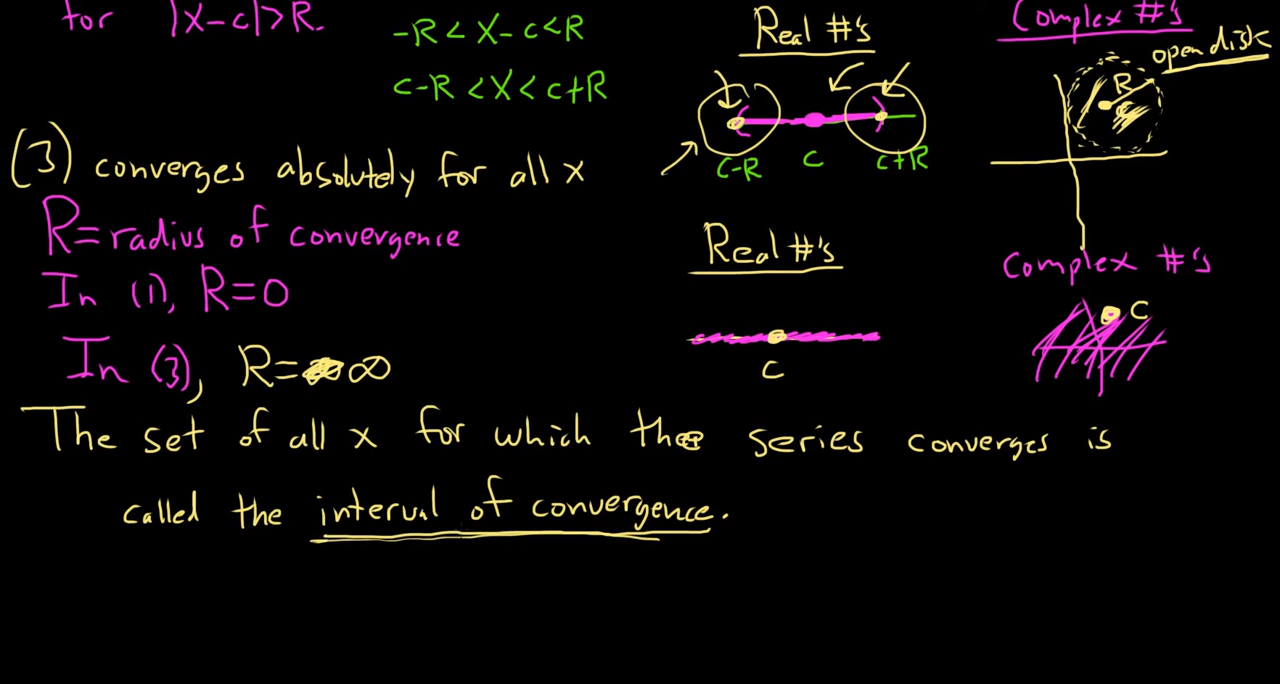 for |x-c|>R.
-R < x-c < R
c-R < x < c+R
(3) converges absolutely for all x
R = radius of convergence
In (1), R=0
In (3), R= ∞
The set of all x for which the series converges is
called the interval of convergence.
Real #'s
c-R c c+R
Complex #'s
open disk
R
c
Real #'s
c
Complex #'s
c